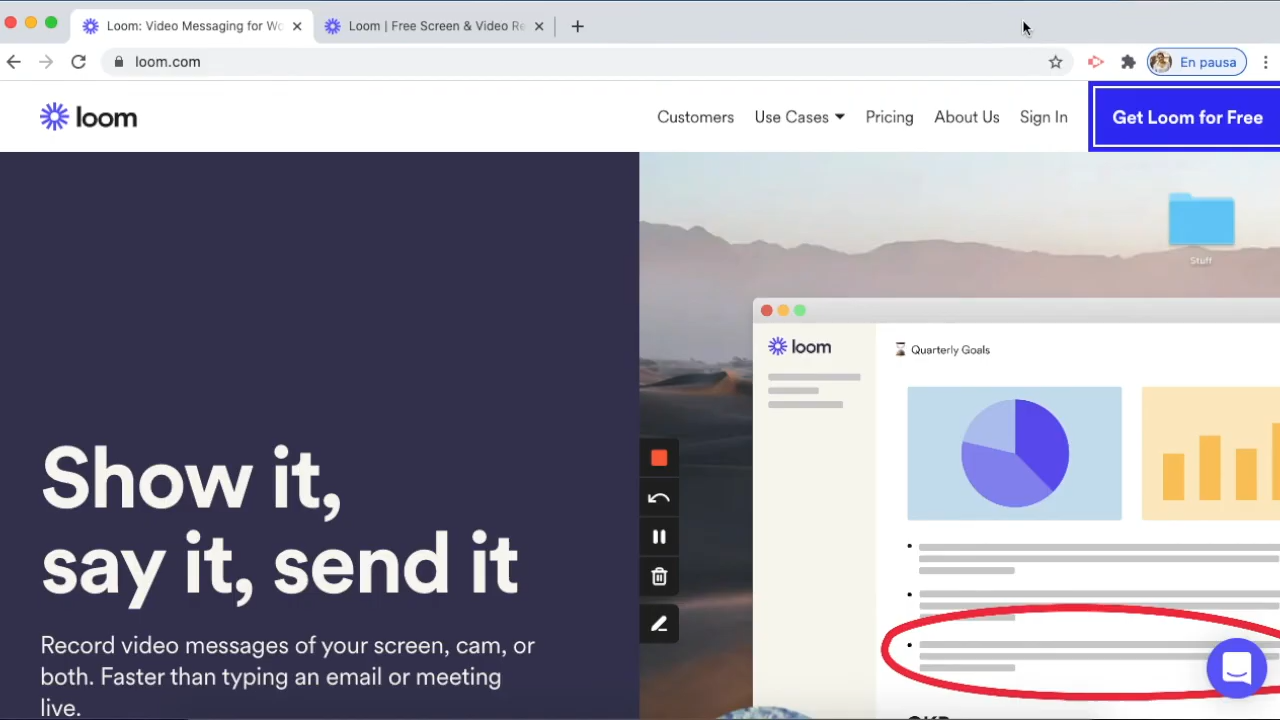 Loom: Video Messaging for Wo
Loom | Free Screen & Video Re
loom.com
En pausa
loom
Customers
Use Cases
Pricing
About Us
Sign In
Get Loom for Free
Stuff
loom
Quarterly Goals
Show it,
say it, send it
Record video messages of your screen, cam, or
both. Faster than typing an email or meeting
live.